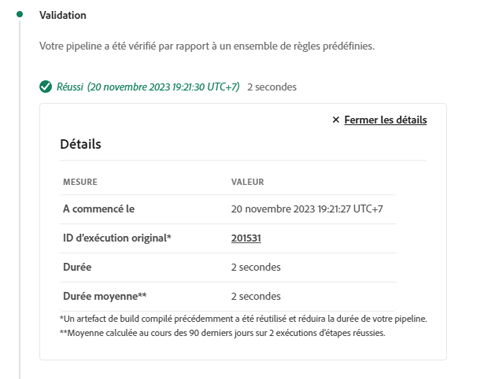 Validation
Votre pipeline a été vérifié par rapport à un ensemble de règles prédéfinies.
Réussi (20 novembre 2023 19:21:30 UTC+7) 2 secondes
× Fermer les détails
Détails
MESURE VALEUR
A commencé le 20 novembre 2023 19:21:27 UTC+7
ID d'exécution original* 201531
Durée 2 secondes
Durée moyenne** 2 secondes
*Un artefact de build compilé précédemment a été réutilisé et réduira la durée de votre pipeline.
**Moyenne calculée au cours des 90 derniers jours sur 2 exécutions d'étapes réussies.